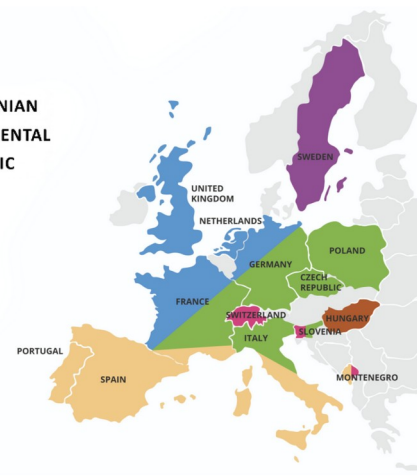 NIAN
ENTAL
IC
SWEDEN
UNITED
KINGDOM
NETHERLANDS
POLAND
GERMANY
CZECH
REPUBLIC
FRANCE
SWITZERLAND
HUNGARY
SLOVENIA
ITALY
PORTUGAL
SPAIN
MONTENEGRO